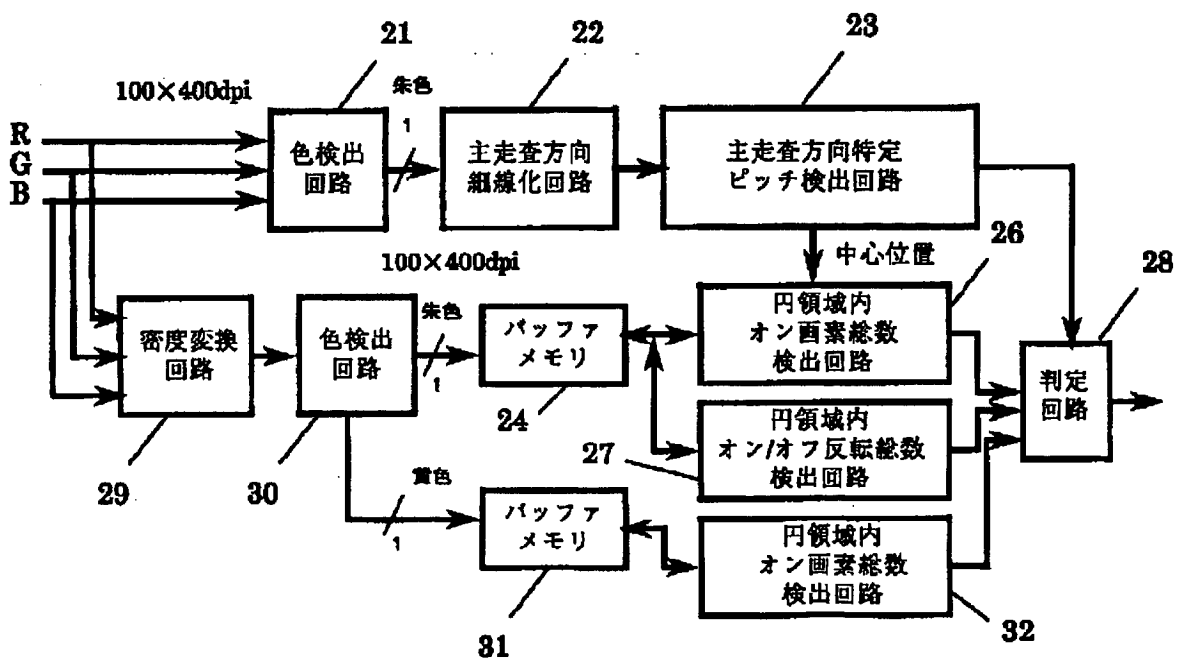 21
22
23
100×400dpi
朱色
1
R
G
B
色検出
回路
主走査方向
細線化回路
主走査方向特定
ピッチ検出回路
100×400dpi
中心位置
26
28
密度変換
回路
色検出
回路
朱色
1
バッファ
メモリ
円領域内
オン画素総数
検出回路
判定
回路
24
27
円領域内
オン/オフ反転総数
検出回路
29
30
黄色
1
バッファ
メモリ
円領域内
オン画素総数
検出回路
31
32